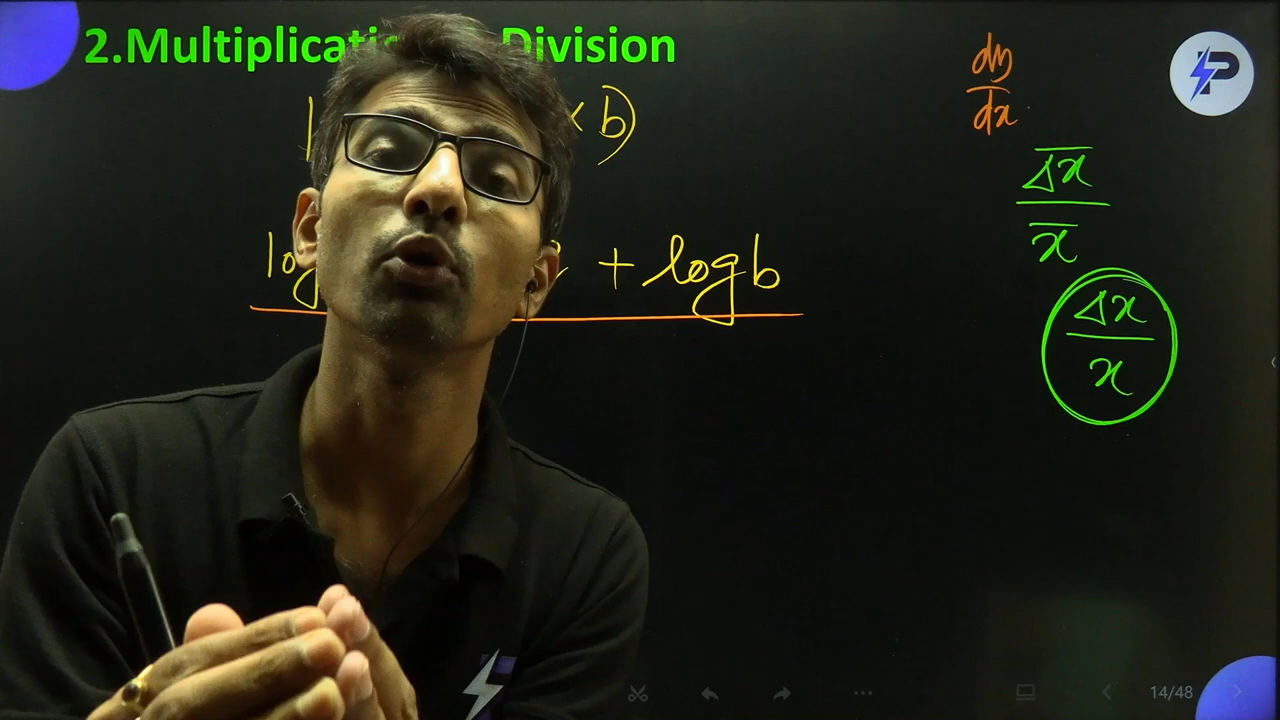 2.Multiplicati Division
× b)
+ log b
dy
dx
Δx
x
Δx
x
P
14/48